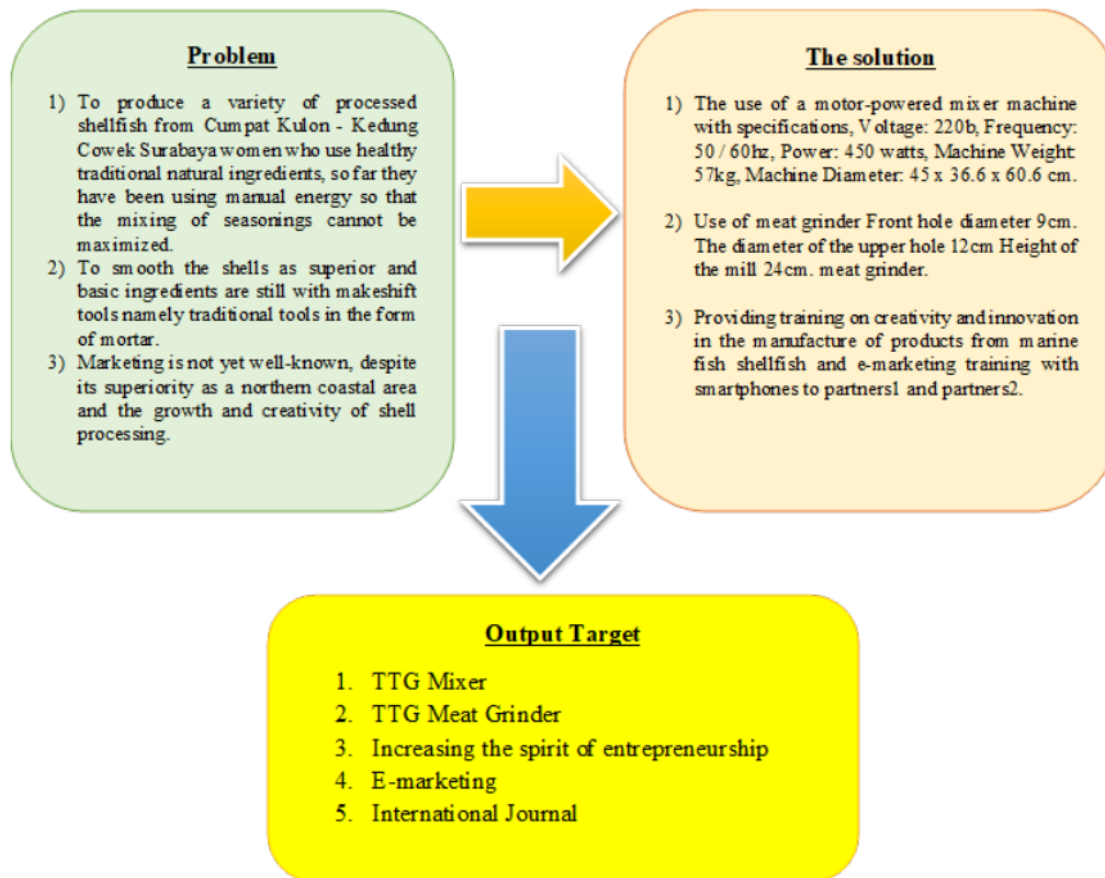 Problem
1) To produce a variety of processed
shellfish from Cumpat Kulon - Kedung
Cowek Surabaya women who use healthy
traditional natural ingredients, so far they
have been using manual energy so that
the mixing of seasonings cannot be
maximized.
2) To smooth the shells as superior and
basic ingredients are still with makeshift
tools namely traditional tools in the form
of mortar.
3) Marketing is not yet well-known, despite
its superiority as a northern coastal area
and the growth and creativity of shell
processing.
The solution
1) The use of a motor-powered mixer machine
with specifications, Voltage: 220b, Frequency:
50 / 60hz, Power: 450 watts, Machine Weight:
57kg, Machine Diameter: 45 x 36.6 x 60.6 cm.
2) Use of meat grinder Front hole diameter 9cm.
The diameter of the upper hole 12cm Height of
the mill 24cm. meat grinder.
3) Providing training on creativity and innovation
in the manufacture of products from marine
fish shellfish and e-marketing training with
smartphones to partners1 and partners2.
Output Target
1. TTG Mixer
2. TTG Meat Grinder
3. Increasing the spirit of entrepreneurship
4. E-marketing
5. International Journal